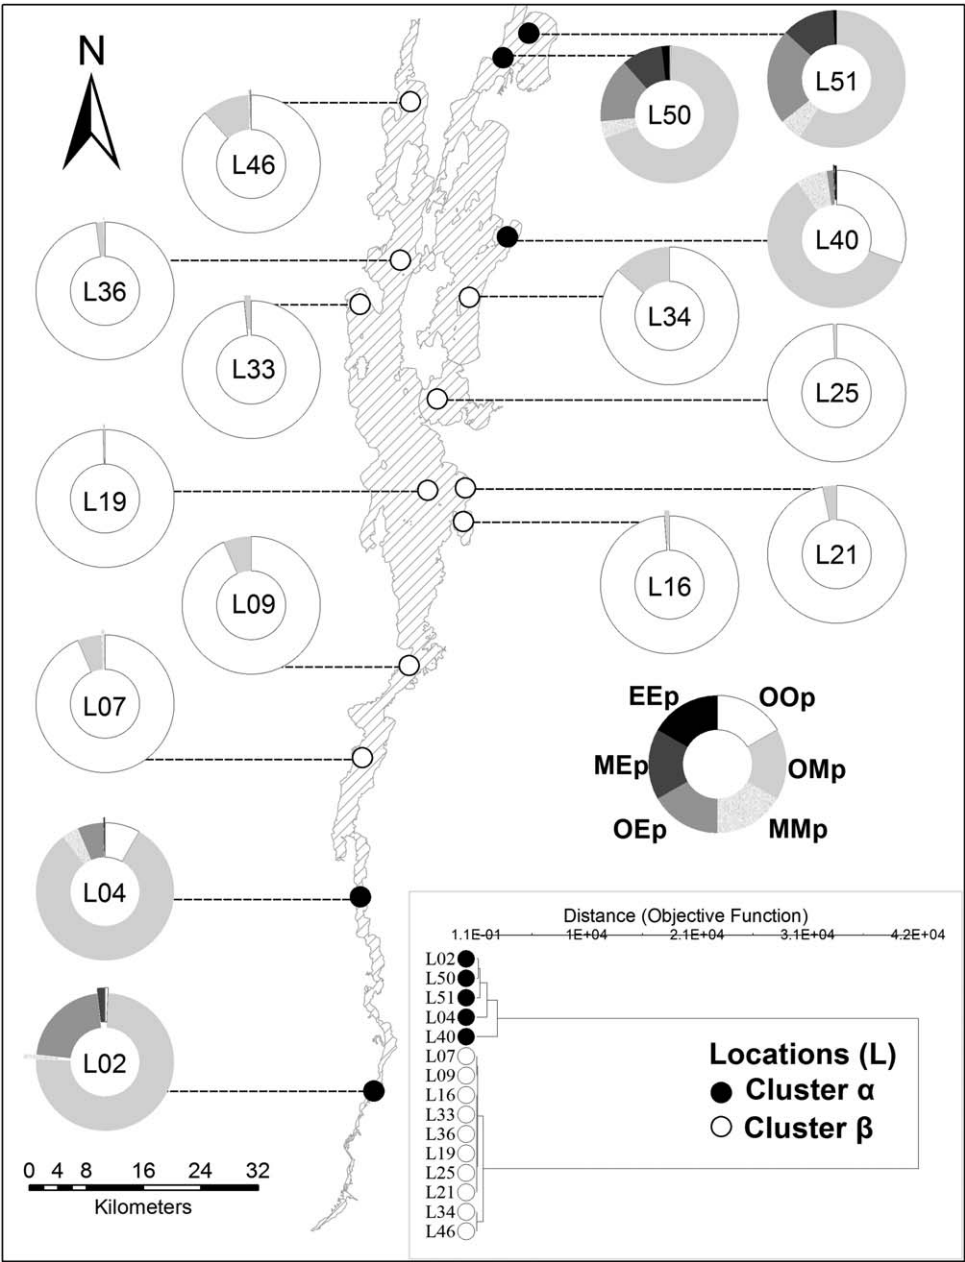 N
L46
L50
L51
L40
L36
L33
L34
L25
L19
L09
L16
L21
L07
EEp
OOp
MEp
OMp
OEp
MMp
L04
L02
0 4 8 16 24 32
Kilometers
Distance (Objective Function)
1.1E-01 1E+04 2.1E+04 3.1E+04 4.2E+04
L02
L50
L51
L04
L40
L07
L09
L16
L33
L36
L19
L25
L21
L34
L46
Locations (L)
Cluster α
Cluster β